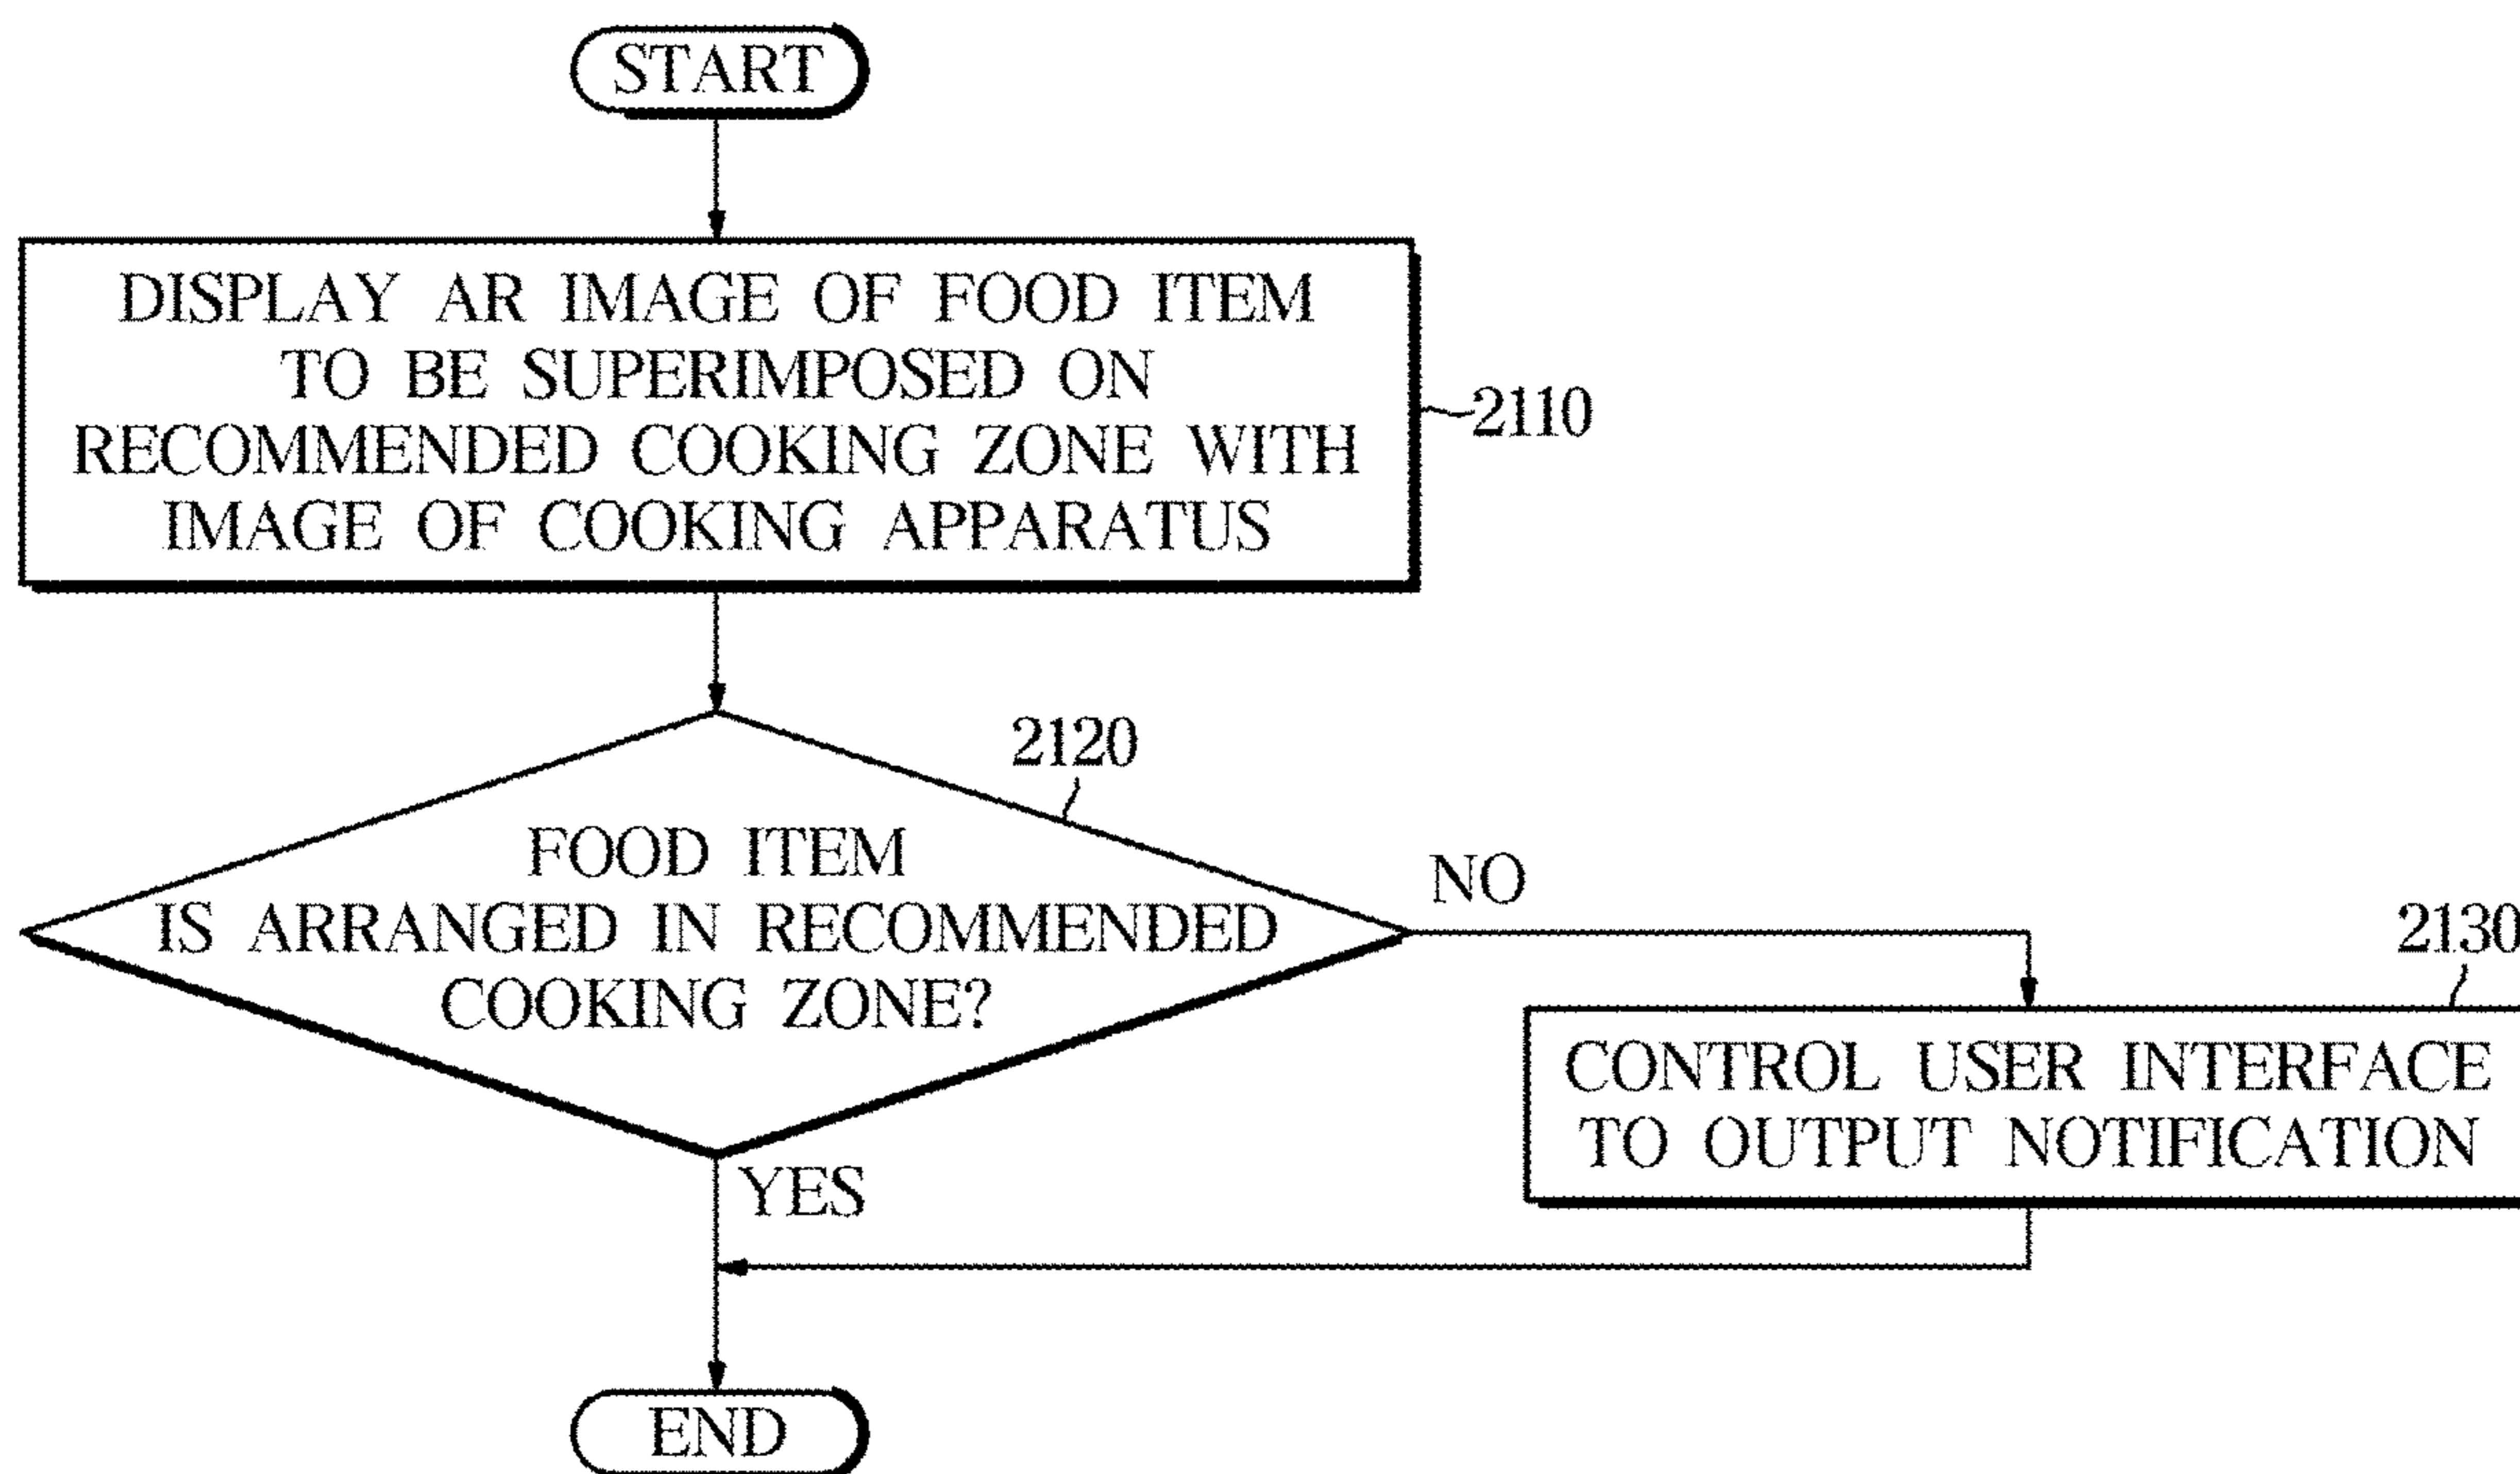 START
DISPLAY AR IMAGE OF FOOD ITEM
TO BE SUPERIMPOSED ON
RECOMMENDED COOKING ZONE WITH
IMAGE OF COOKING APPARATUS
2110
2120
FOOD ITEM
IS ARRANGED IN RECOMMENDED
COOKING ZONE?
NO
2130
CONTROL USER INTERFACE
TO OUTPUT NOTIFICATION
YES
END